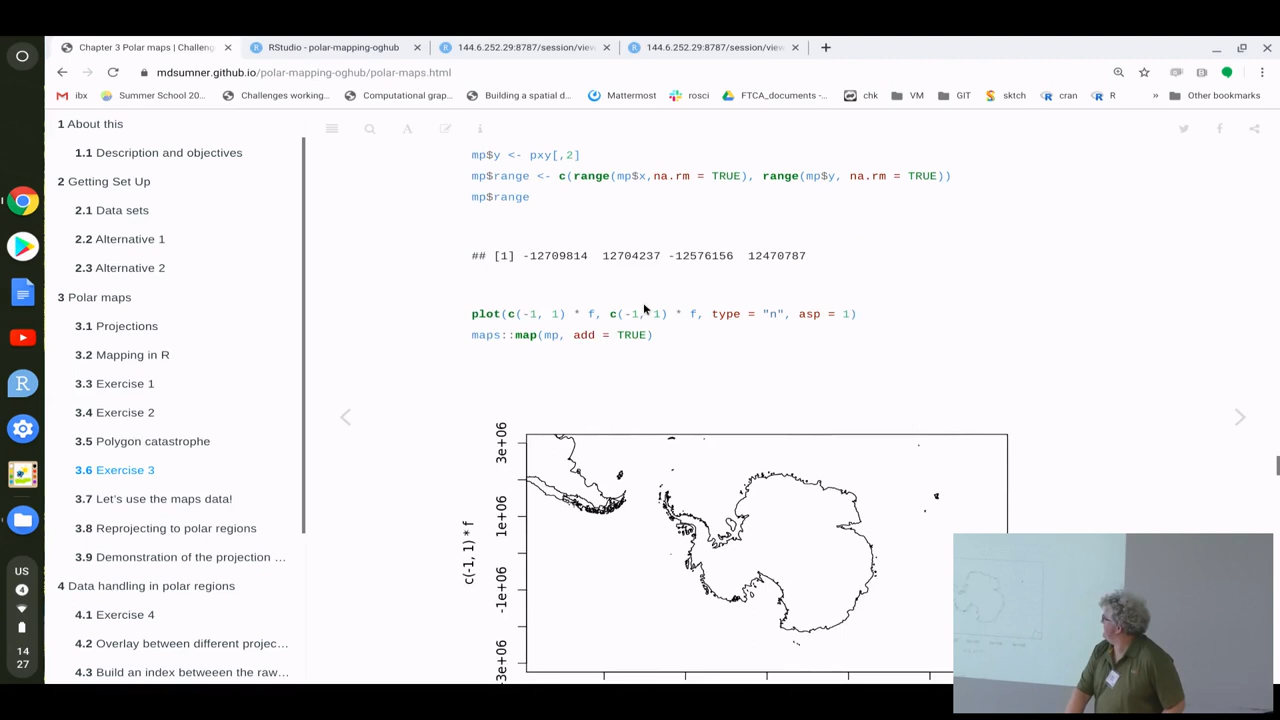 Chapter 3 Polar maps | Challeng
RStudio - polar-mapping-oghub
144.6.252.29:8787/session/view
144.6.252.29:8787/session/view
mdsumner.github.io/polar-mapping-oghub/polar-maps.html
ibx
Summer School 20...
Challenges working...
Computational grap...
Building a spatial d...
Mattermost
rosci
FTCA_documents -...
chk
VM
GIT
sktch
cran
R
»
Other bookmarks
1 About this
1.1 Description and objectives
2 Getting Set Up
2.1 Data sets
2.2 Alternative 1
2.3 Alternative 2
3 Polar maps
3.1 Projections
3.2 Mapping in R
3.3 Exercise 1
3.4 Exercise 2
3.5 Polygon catastrophe
3.6 Exercise 3
3.7 Let's use the maps data!
3.8 Reprojecting to polar regions
3.9 Demonstration of the projection ...
4 Data handling in polar regions
4.1 Exercise 4
4.2 Overlay between different projec...
4.3 Build an index betweeen the raw...
mp$y <- pxy[,2]
mp$range <- c(range(mp$x,na.rm = TRUE), range(mp$y, na.rm = TRUE))
mp$range
## [1] -12709814 12704237 -12576156 12470787
plot(c(-1, 1) * f, c(-1, 1) * f, type = "n", asp = 1)
maps::map(mp, add = TRUE)
c(-1, 1) * f
3e+06
1e+06
-1e+06
-3e+06
US
4
14
27